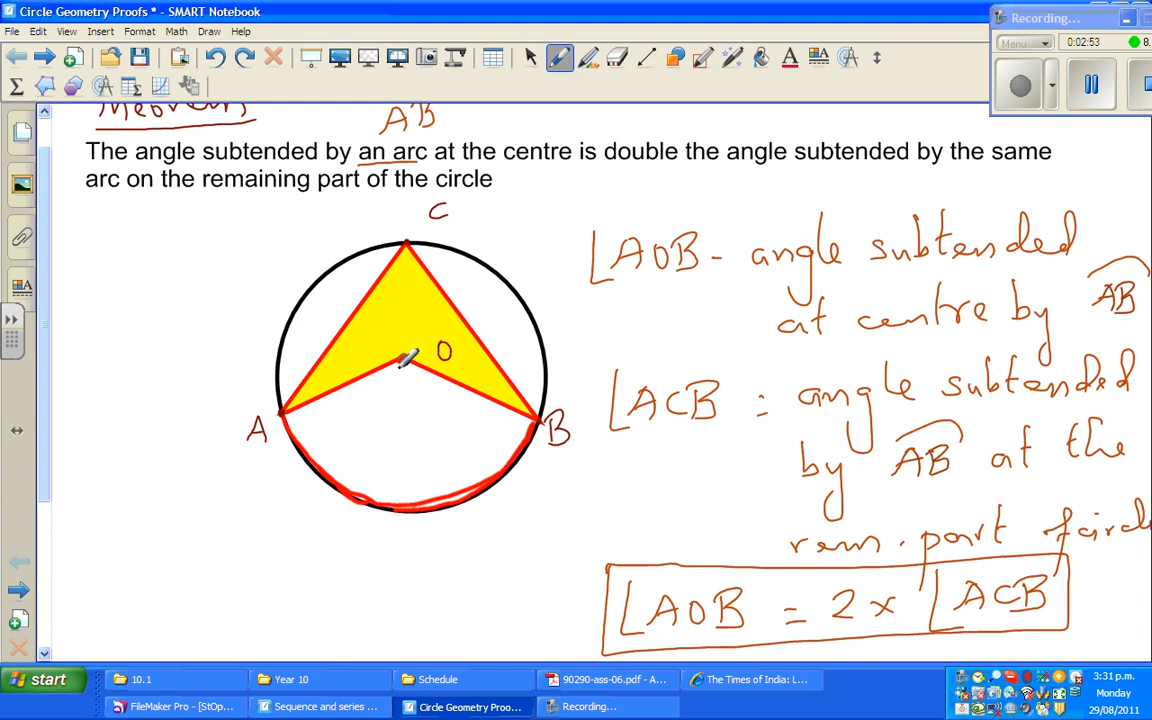 Circle Geometry Proofs * - SMART Notebook
File Edit View Insert Format Math Draw Help
Recording...
Menu
0:02:53
8.
Theorem
AB
The angle subtended by an arc at the centre is double the angle subtended by the same
arc on the remaining part of the circle
C
O
A
B
∠AOB - angle subtended
at centre by AB
∠ACB = angle subtended
by AB at the
rem. part of circl
∠AOB = 2 x ∠ACB
start
10.1
Year 10
Schedule
90290-ass-06.pdf - A...
The Times of India: L...
FileMaker Pro - [StOp...
Sequence and series ...
Circle Geometry Proo...
Recording...
3:31 p.m.
Monday
29/08/2011